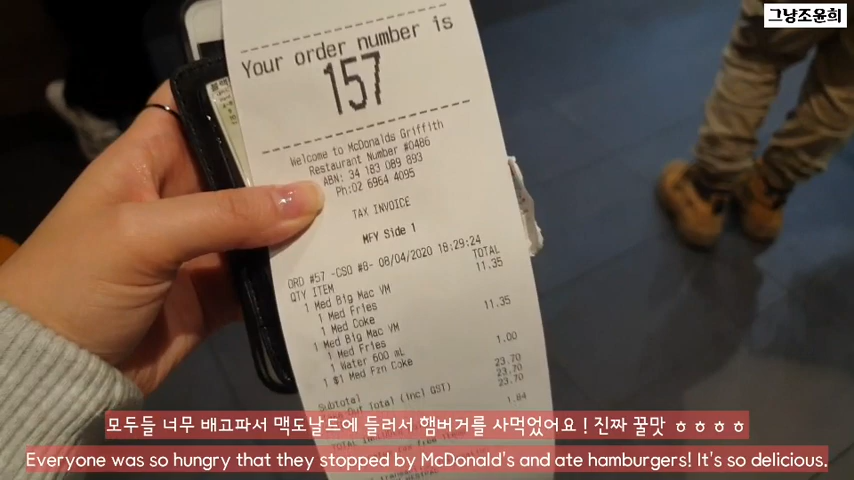 그냥조윤희
Your order number is
157
Welcome to McDonalds Griffith
Restaurant Number #0486
ABN: 34 183 089 893
Ph:02 6964 4095
TAX INVOICE
MFY Side 1
ORD #57 -CSO #8- 08/04/2020 18:29:24
QTY ITEM TOTAL
1 Med Big Mac VM 11.35
1 Med Fries
1 Med Coke
1 Med Big Mac VM 11.35
1 Med Fries
1 Water 600 mL
1 $1 Med Fzn Coke 1.00
Subtotal 23.70
Out Total (incl GST) 23.70
23.70
1.84
모두들 너무 배고파서 맥도날드에 들러서 햄버거를 사먹었어요 ! 진짜 꿀맛 ㅎㅎㅎㅎ
Everyone was so hungry that they stopped by McDonald's and ate hamburgers! It's so delicious.